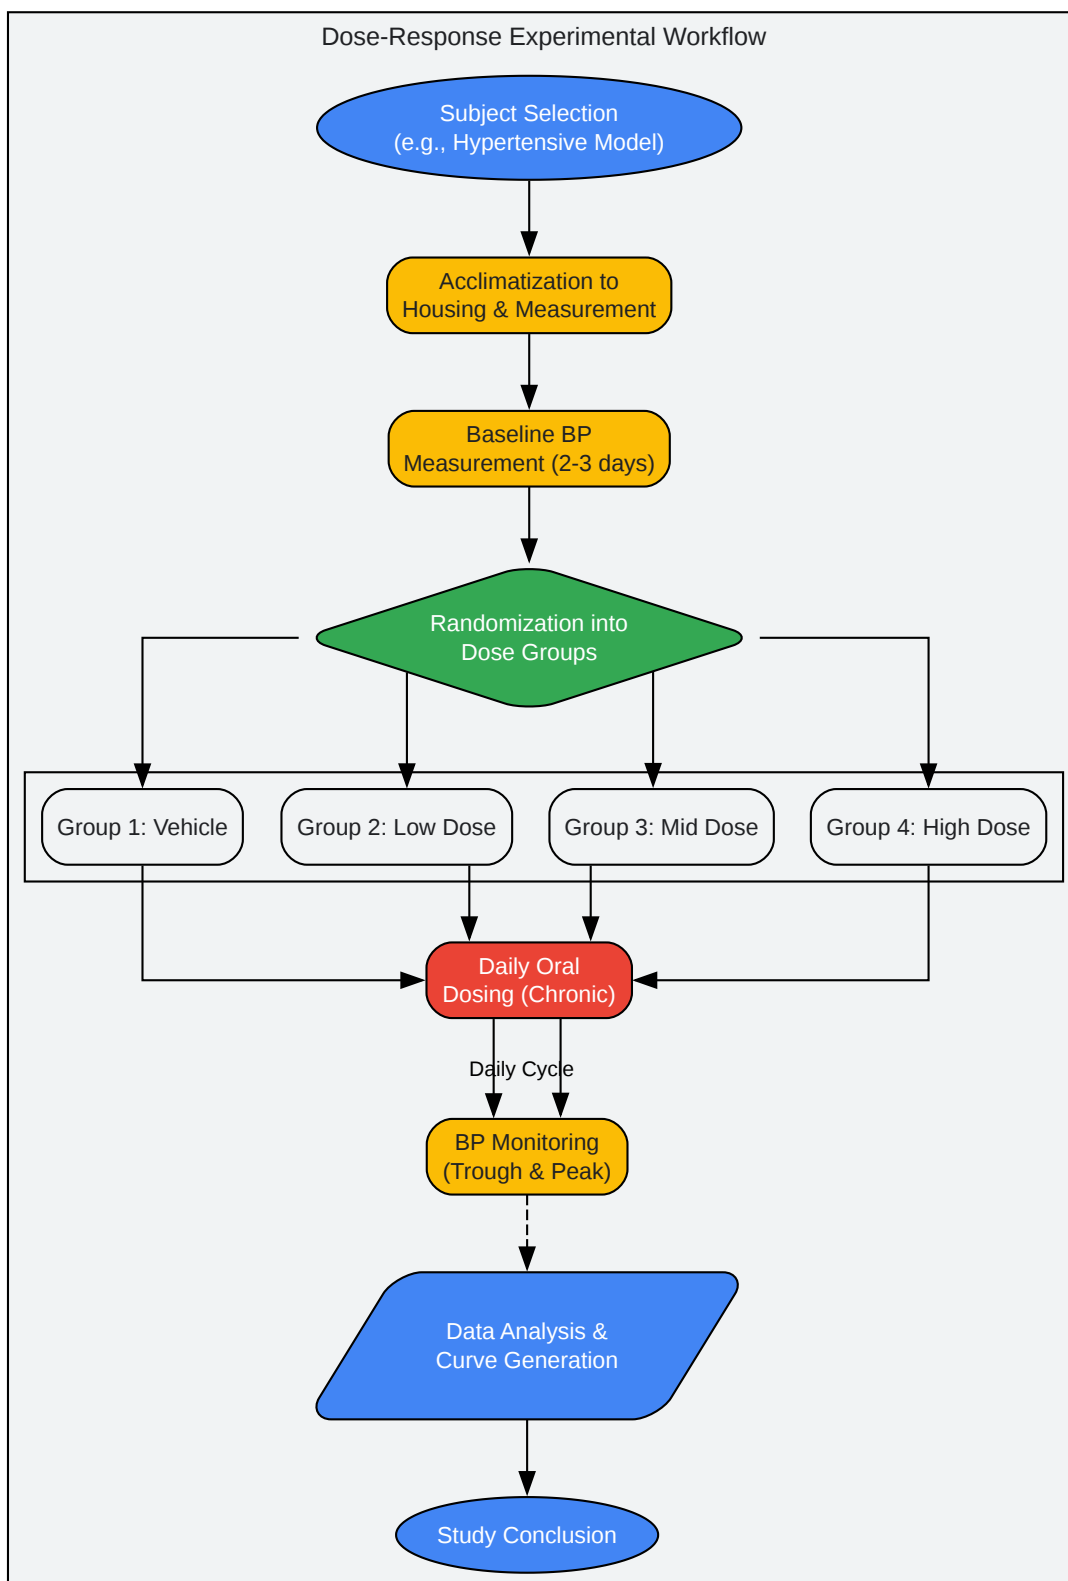 Dose-Response Experimental Workflow
Subject Selection
(e.g., Hypertensive Model)
Acclimatization to
Housing & Measurement
Baseline BP
Measurement (2-3 days)
Randomization into
Dose Groups
Group 1: Vehicle
Group 2: Low Dose
Group 3: Mid Dose
Group 4: High Dose
Daily Oral
Dosing (Chronic)
Daily Cycle
BP Monitoring
(Trough & Peak)
Data Analysis &
Curve Generation
Study Conclusion